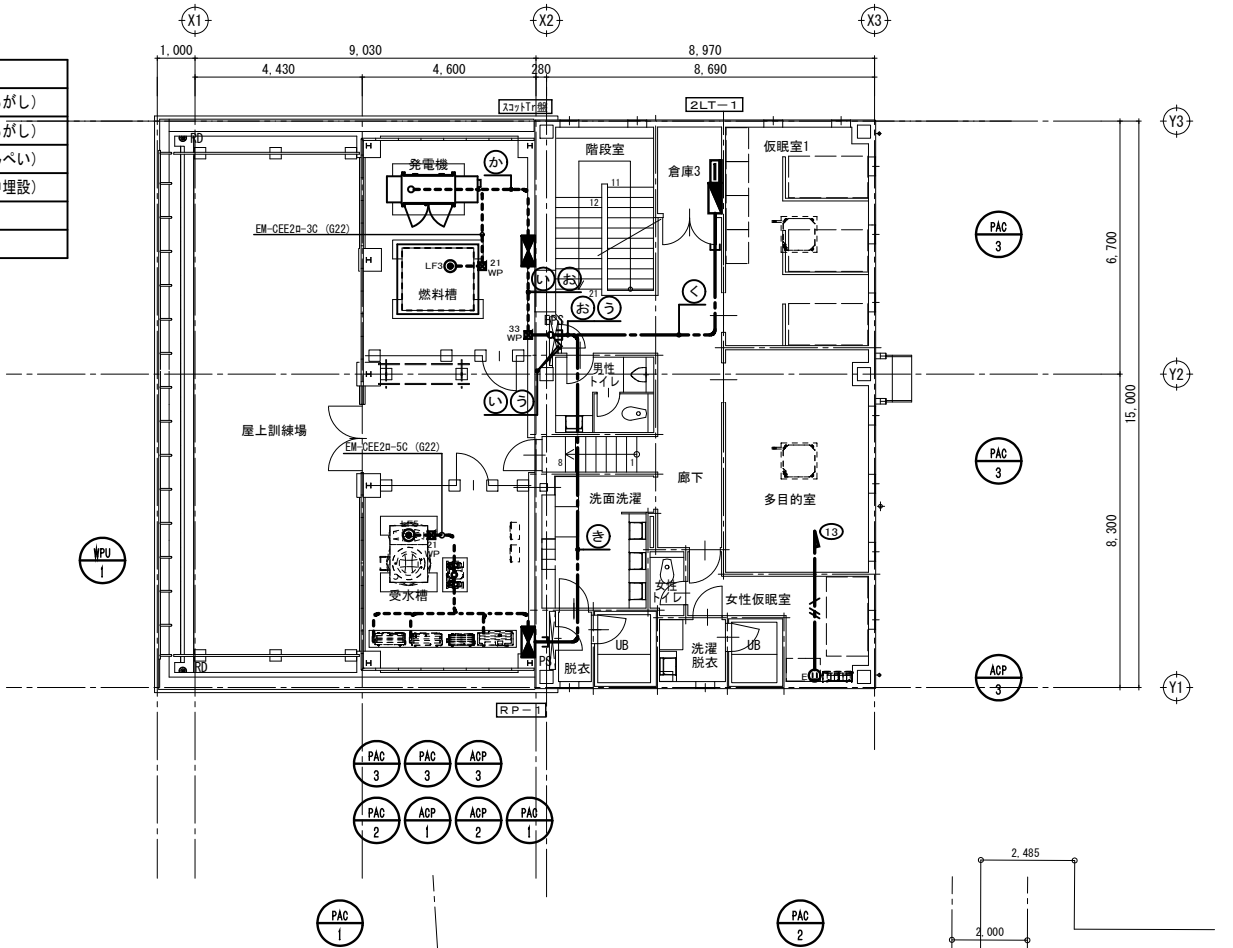 X1
X2
X3
1,000
9,030
8,970
4,430
4,600
280
8,690
がし)
がし)
ぺい)
埋設)
スコットTr盤
2LT-1
Y3
RD
発電機
か
階段室
11
12
倉庫3
仮眠室1
EM-CEE2ロ-3C (G22)
LF3
21
WP
燃料槽
い
お
21
お
う
く
EPS
33
WP
PAC
3
6,700
男性
トイレ
い
う
Y2
15,000
屋上訓練場
EM-CEE2ロ-5C (G22)
8
1
廊下
洗面洗濯
多目的室
PAC
3
き
13
WPU
1
LF5
21
WP
受水槽
8,300
女性
トイレ
女性仮眠室
UB
洗濯
脱衣
UB
脱衣
PS
RD
ACP
3
Y1
RP-1
PAC
3
PAC
3
ACP
3
PAC
2
ACP
1
ACP
2
PAC
1
2,485
PAC
1
PAC
2
2,000